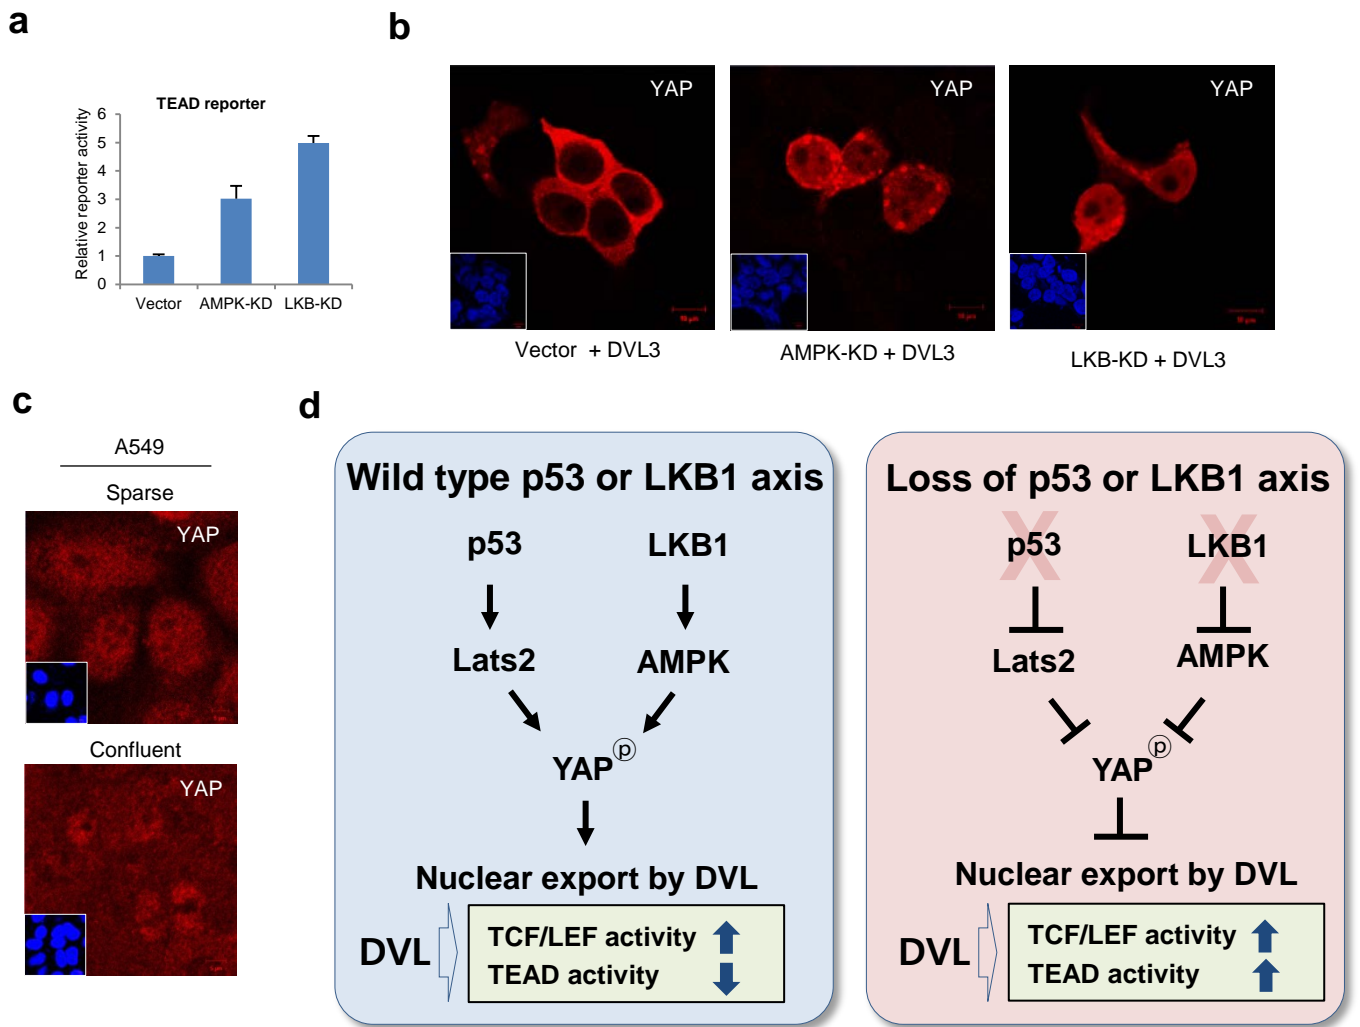 a
TEAD reporter
Relative reporter activity
6
5
4
3
2
1
0
Vector
AMPK-KD
LKB-KD
b
YAP
Vector + DVL3
YAP
AMPK-KD + DVL3
YAP
LKB-KD + DVL3
c
A549
Sparse
YAP
Confluent
YAP
d
Wild type p53 or LKB1 axis
p53
LKB1
Lats2
AMPK
YAP p
Nuclear export by DVL
DVL
TCF/LEF activity
TEAD activity
Loss of p53 or LKB1 axis
X
p53
X
LKB1
Lats2
AMPK
YAP p
Nuclear export by DVL
DVL
TCF/LEF activity
TEAD activity